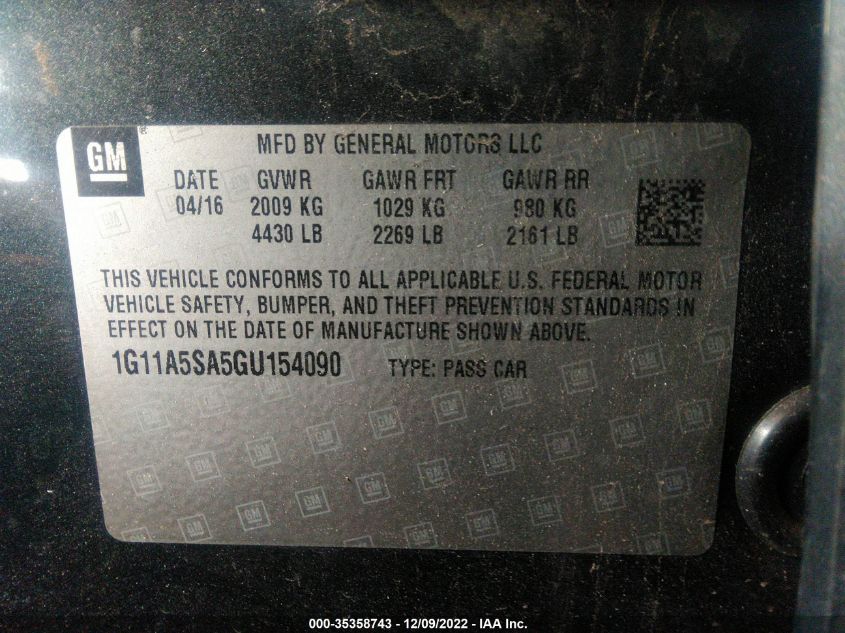 GM
MFD BY GENERAL MOTORS LLC
DATE GVWR GAWR FRT GAWR RR
04/16 2009 KG 1029 KG 980 KG
4430 LB 2269 LB 2161 LB
THIS VEHICLE CONFORMS TO ALL APPLICABLE U.S. FEDERAL MOTOR
VEHICLE SAFETY, BUMPER, AND THEFT PREVENTION STANDARDS IN
EFFECT ON THE DATE OF MANUFACTURE SHOWN ABOVE.
1G11A5SA5GU154090 TYPE: PASS CAR
000-35358743 - 12/09/2022 - IAA Inc.